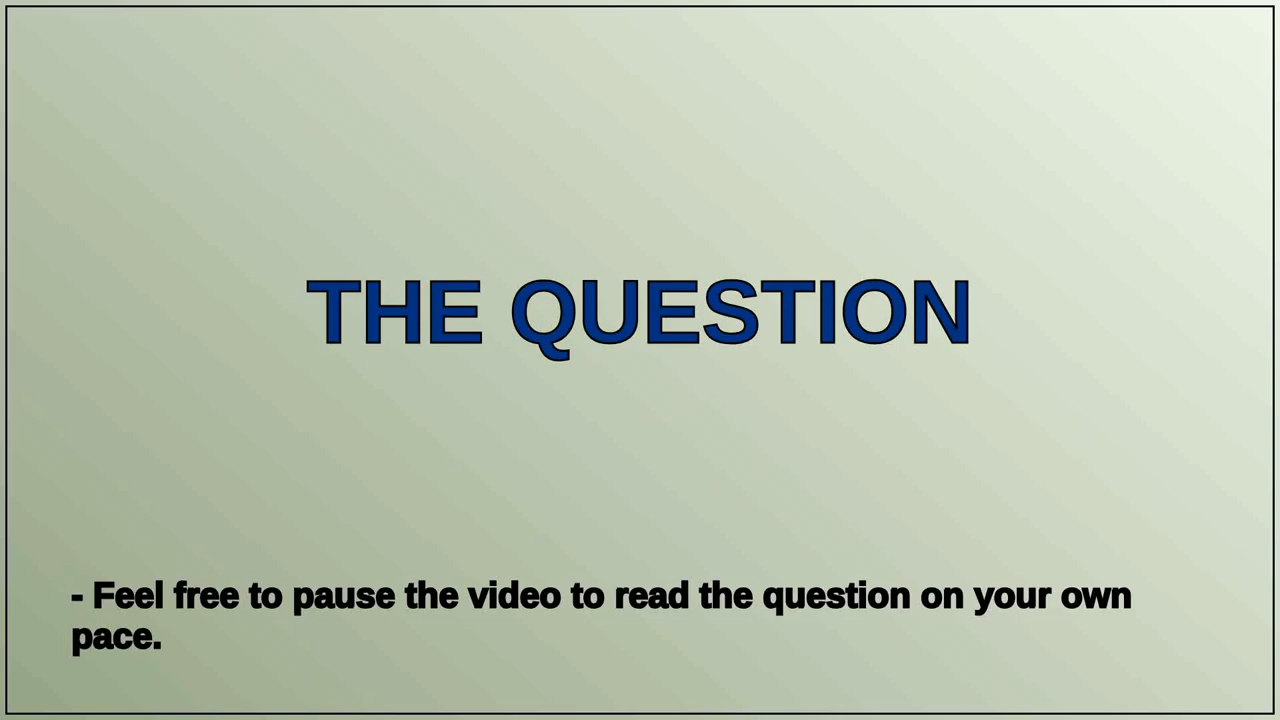 THE QUESTION
- Feel free to pause the video to read the question on your own
pace.